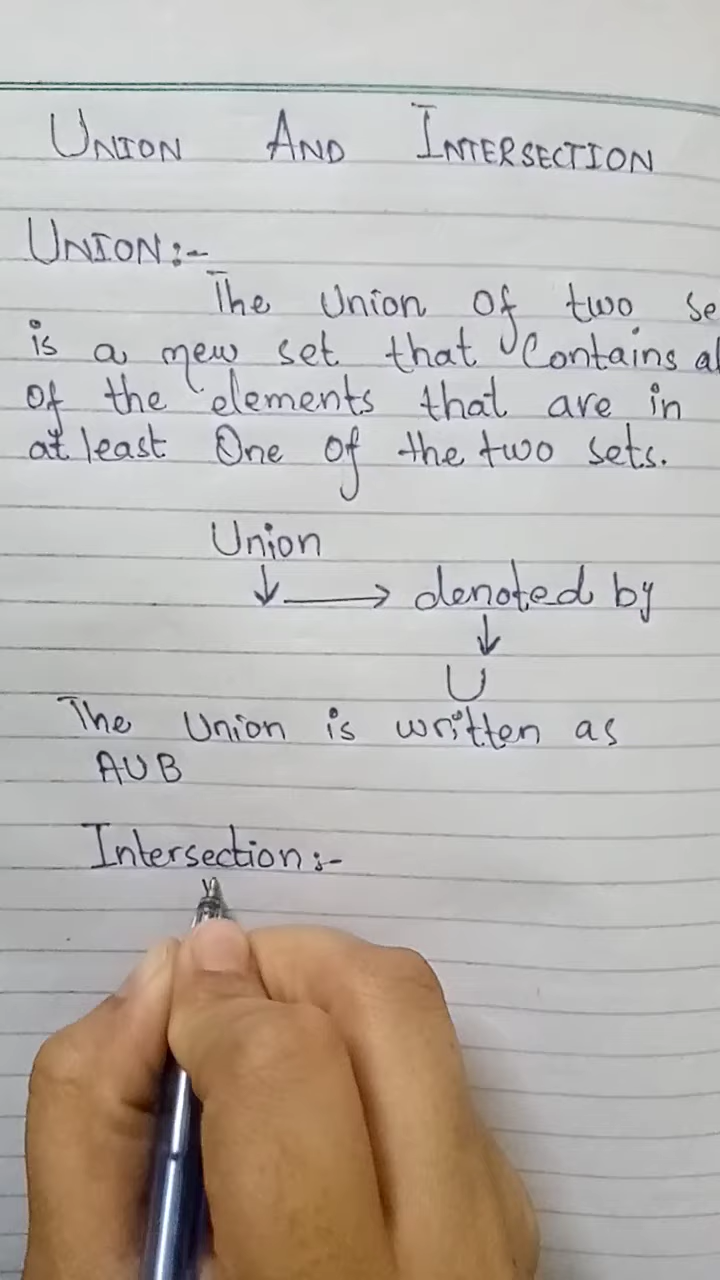 UNION AND INTERSECTION
UNION:-
The Union Of two se
is a new set that Contains al
Of the elements that are in
at least One Of the two sets.
Union
↓ → denoted by
↓
U
The Union is written as
A U B
Intersection:-